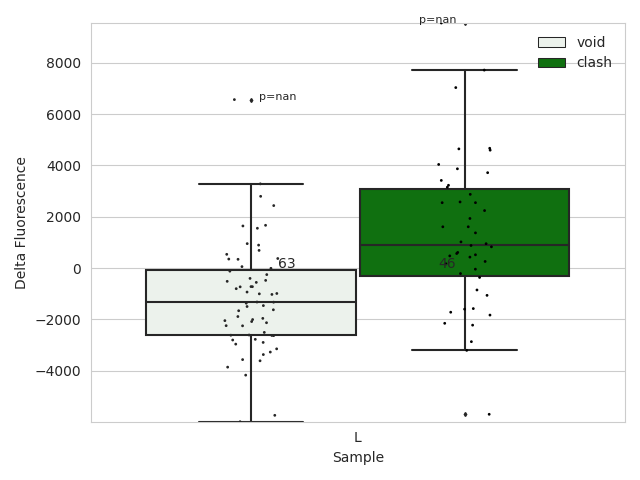 p=nan
void
clash
8000
p=nan
6000
4000
2000
0
63
46
−2000
−4000
Delta Fluorescence
L
Sample